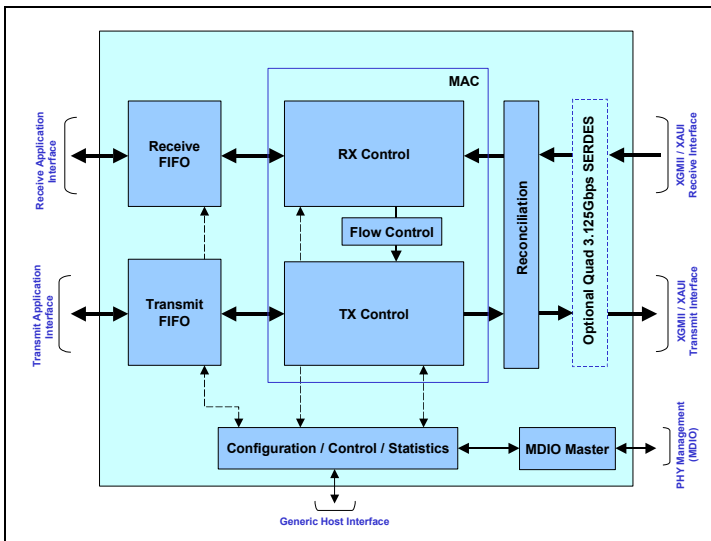 MAC
Receive Application
Interface
Receive
FIFO
RX Control
Flow Control
Reconciliation
Optional Quad 3.125Gbps SERDES
XGMII / XAUI
Receive Interface
Transmit Application
Interface
Transmit
FIFO
TX Control
XGMII / XAUI
Transmit Interface
Configuration / Control / Statistics
MDIO Master
PHY Management
(MDIO)
Generic Host Interface